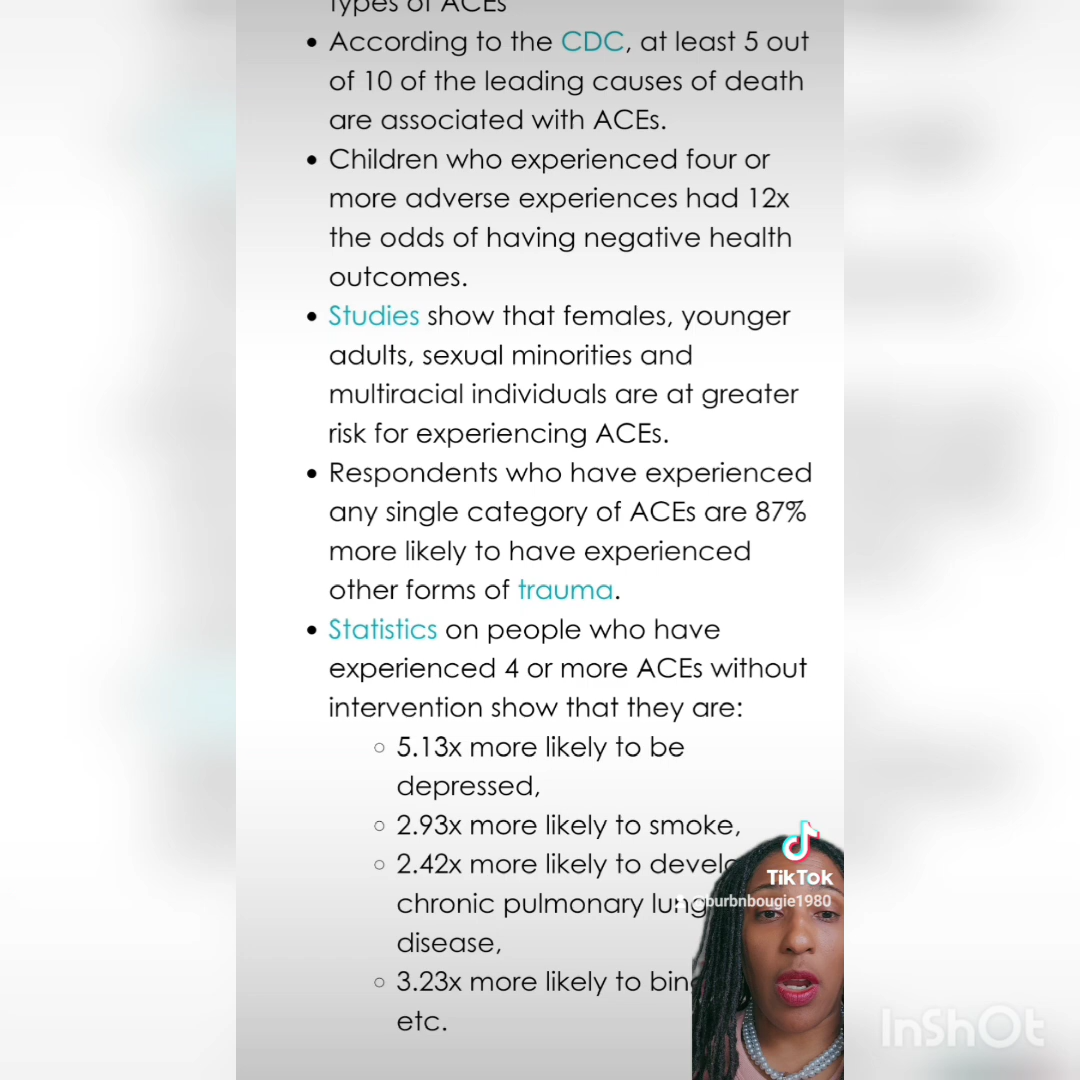 types of ACEs
• According to the CDC, at least 5 out
of 10 of the leading causes of death
are associated with ACEs.
• Children who experienced four or
more adverse experiences had 12x
the odds of having negative health
outcomes.
• Studies show that females, younger
adults, sexual minorities and
multiracial individuals are at greater
risk for experiencing ACEs.
• Respondents who have experienced
any single category of ACEs are 87%
more likely to have experienced
other forms of trauma.
• Statistics on people who have
experienced 4 or more ACEs without
intervention show that they are:
○ 5.13x more likely to be
depressed,
○ 2.93x more likely to smoke,
○ 2.42x more likely to
chronic pulmonary lung
disease,
○ 3.23x more likely to
etc.
TikTok
@burbnbougie1980
InShOt